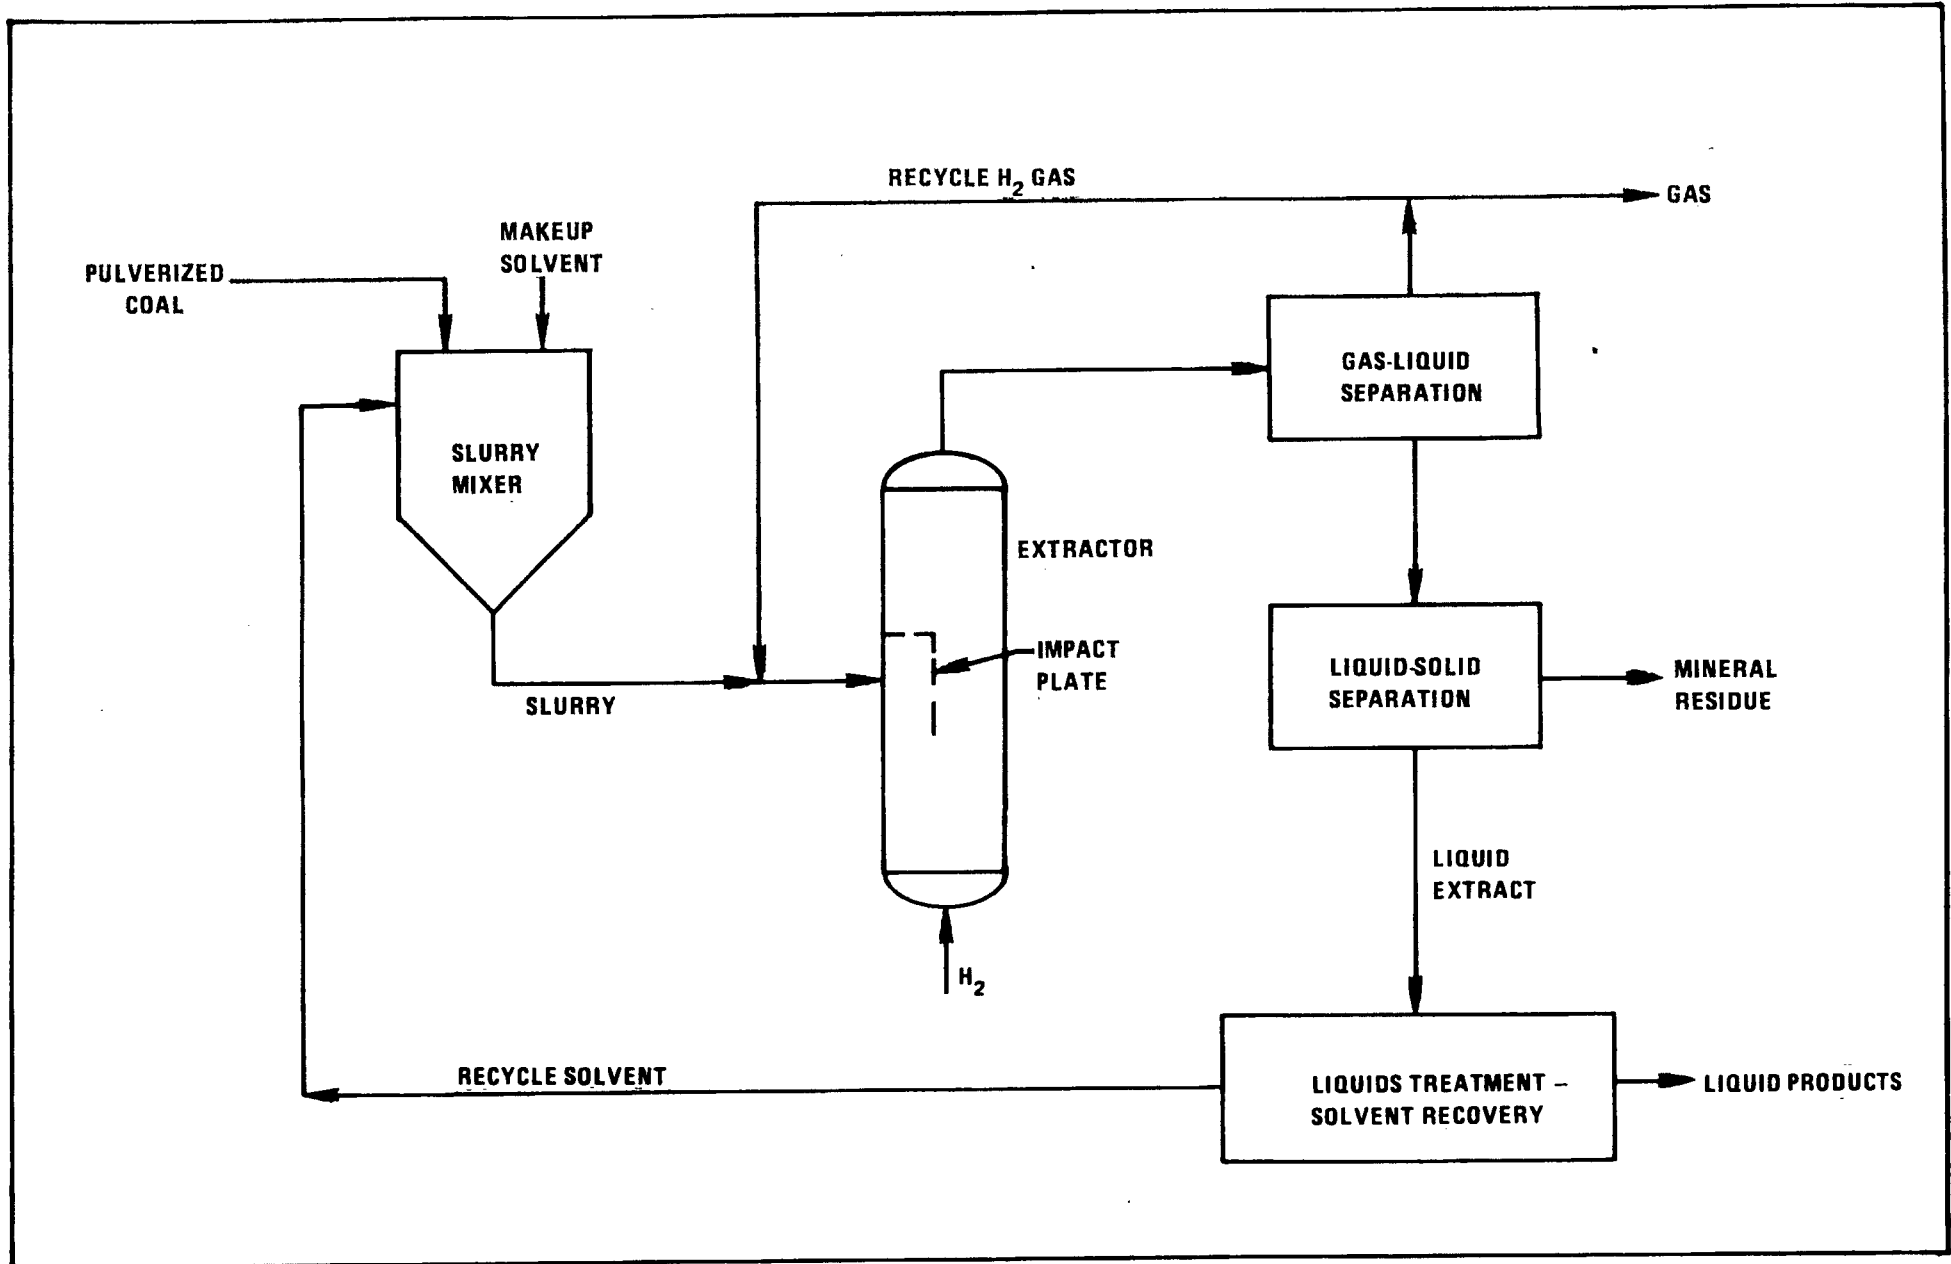 RECYCLE H2 GAS
GAS
MAKEUP
SOLVENT
PULVERIZED
COAL
GAS-LIQUID
SEPARATION
SLURRY
MIXER
EXTRACTOR
IMPACT
PLATE
SLURRY
LIQUID-SOLID
SEPARATION
MINERAL
RESIDUE
LIQUID
EXTRACT
H2
RECYCLE SOLVENT
LIQUIDS TREATMENT –
SOLVENT RECOVERY
LIQUID PRODUCTS